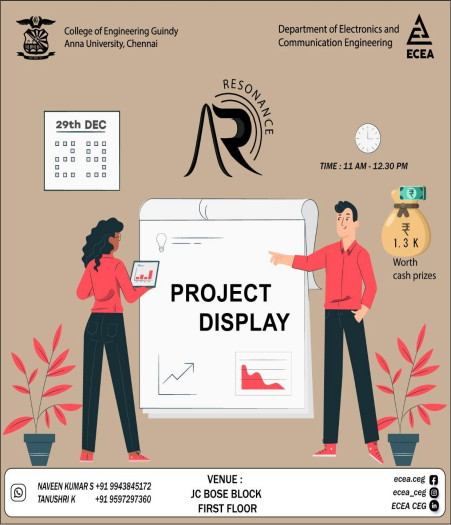 College of Engineering Guindy
Anna University, Chennai
Department of Electronics and
Communication Engineering
ECEA
RESONANCE
AR
29th DEC
TIME : 11 AM - 12.30 PM
₹
1.3 K
Worth
cash prizes
PROJECT
DISPLAY
NAVEEN KUMAR S +91 9943845172
TANUSHRI K +91 9597297360
VENUE :
JC BOSE BLOCK
FIRST FLOOR
ecea.ceg
ecea_ceg
ECEA CEG